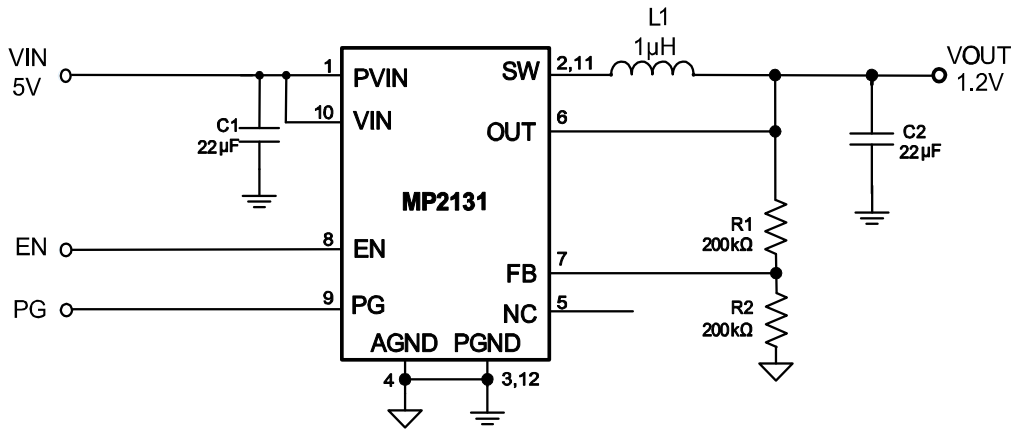 L1
1µH
VIN
5V
1
PVIN
SW
2,11
VOUT
1.2V
10
VIN
C1
22µF
OUT
6
C2
22µF
MP2131
R1
200kΩ
EN
8
EN
FB
7
PG
9
PG
NC
5
R2
200kΩ
AGND PGND
4
3,12